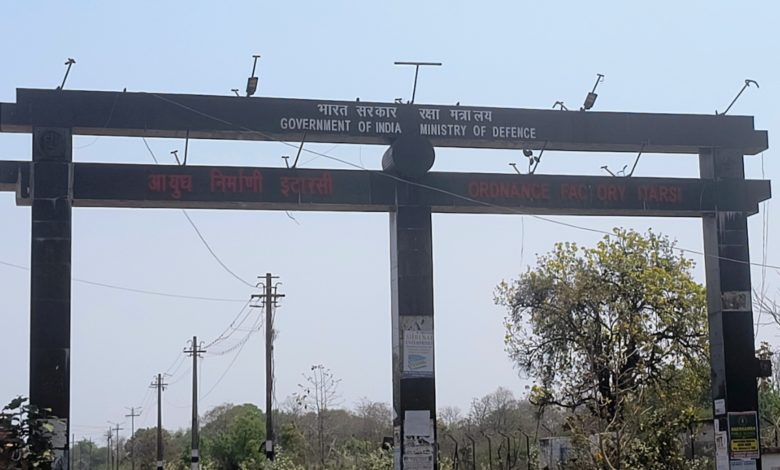 भारत सरकार रक्षा मंत्रालय
GOVERNMENT OF INDIA MINISTRY OF DEFENCE
आयुध निर्माणी इटारसी ORDNANCE FACTORY ITARSI